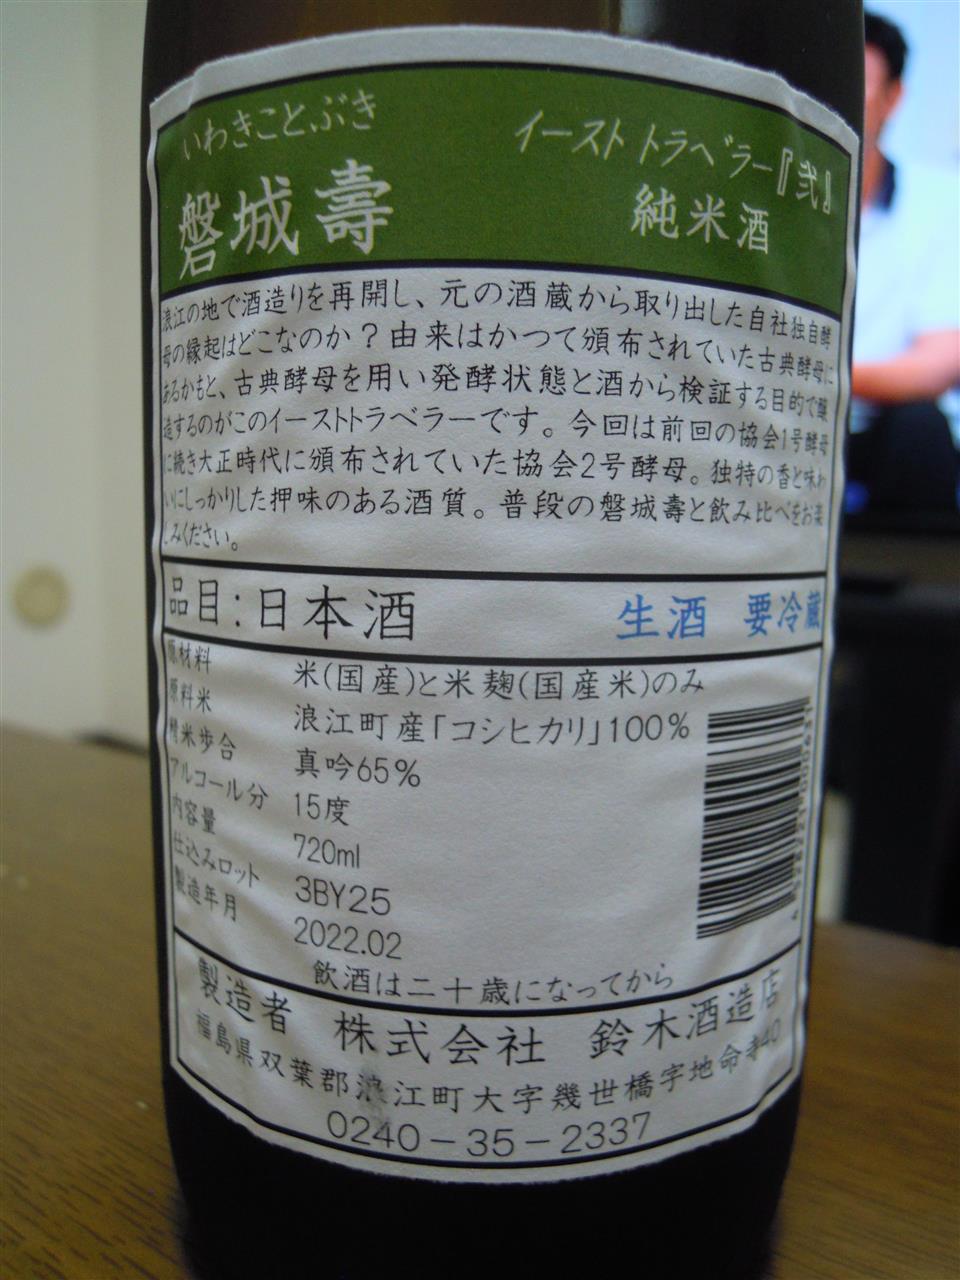 いわきことぶき
イースト トラベラー『弐』
磐城壽
純米酒
浪江の地で酒造りを再開し、元の酒蔵から取り出した自社独自酵
母の縁起はどこなのか？由来はかつて頒布されていた古典酵母に
あるかもと、古典酵母を用い発酵状態と酒から検証する目的で醸
造するのがこのイーストトラベラーです。今回は前回の協会1号酵母
に続き大正時代に頒布されていた協会2号酵母。独特の香と味わ
いにしっかりした押味のある酒質。普段の磐城壽と飲み比べをお楽
しみください。
品目:日本酒
生酒 要冷蔵
原材料 米(国産)と米麹(国産米)のみ
原料米 浪江町産「コシヒカリ」100%
精米歩合 真吟65%
アルコール分 15度
内容量 720ml
仕込みロット 3BY25
製造年月 2022.02
飲酒は二十歳になってから
製造者 株式会社 鈴木酒造店
福島県双葉郡浪江町大字幾世橋字地命寺40
0240-35-2337